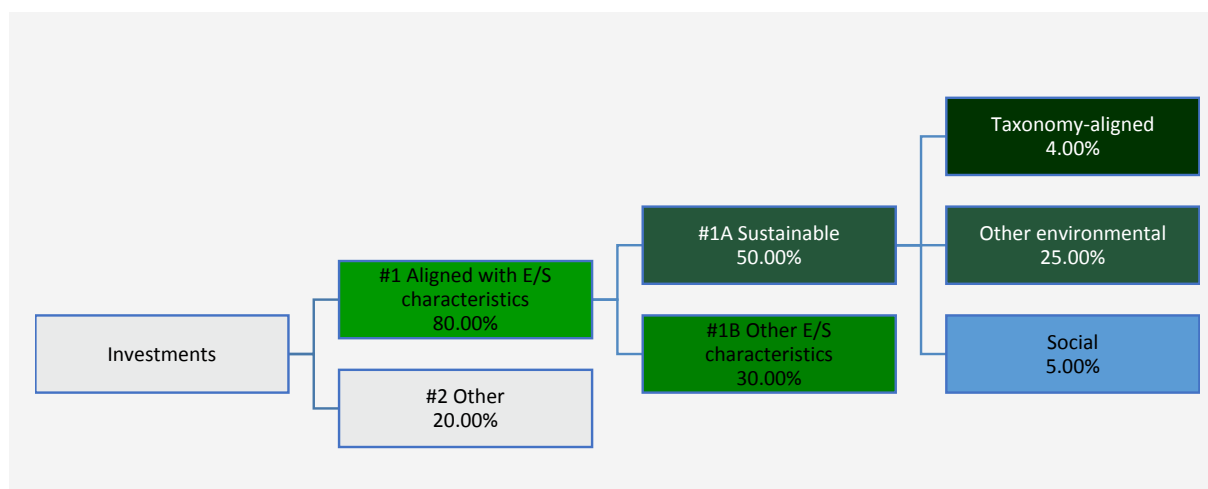 Investments
#1 Aligned with E/S
characteristics
80.00%
#2 Other
20.00%
#1A Sustainable
50.00%
#1B Other E/S
characteristics
30.00%
Taxonomy-aligned
4.00%
Other environmental
25.00%
Social
5.00%